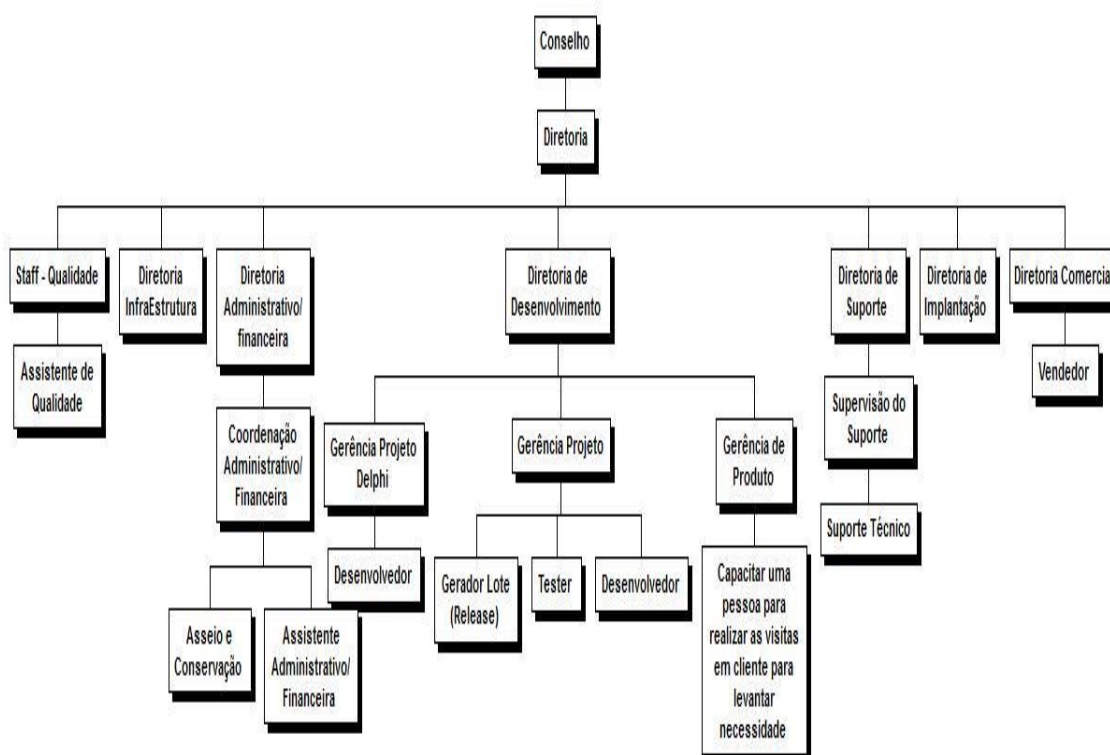 Conselho
Diretoria
Staff - Qualidade
Diretoria
InfraEstrutura
Diretoria
Administrativo/
financeira
Diretoria de
Desenvolvimento
Diretoria de
Suporte
Diretoria de
Implantação
Diretoria Comercial
Assistente de
Qualidade
Coordenação
Administrativo/
Financeira
Gerência Projeto
Delphi
Gerência Projeto
Gerência de
Produto
Supervisão do
Suporte
Vendedor
Asseio e
Conservação
Assistente
Administrativo/
Financeira
Desenvolvedor
Gerador Lote
(Release)
Tester
Desenvolvedor
Capacitar uma
pessoa para
realizar as visitas
em cliente para
levantar
necessidade
Suporte Técnico